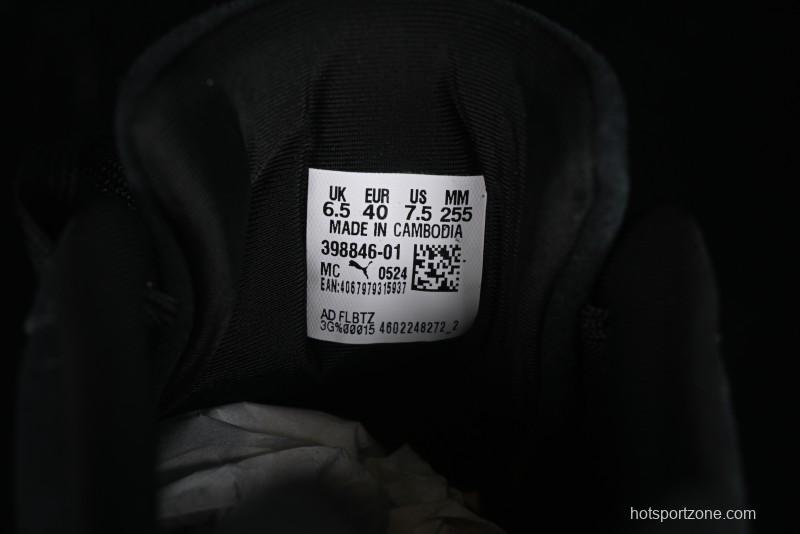 UK EUR US MM
6.5 40 7.5 255
MADE IN CAMBODIA
398846-01
MC 0524
EAN:4067979315937
AD FLBTZ
3G%00015 4602248272_2
hotsportzone.com